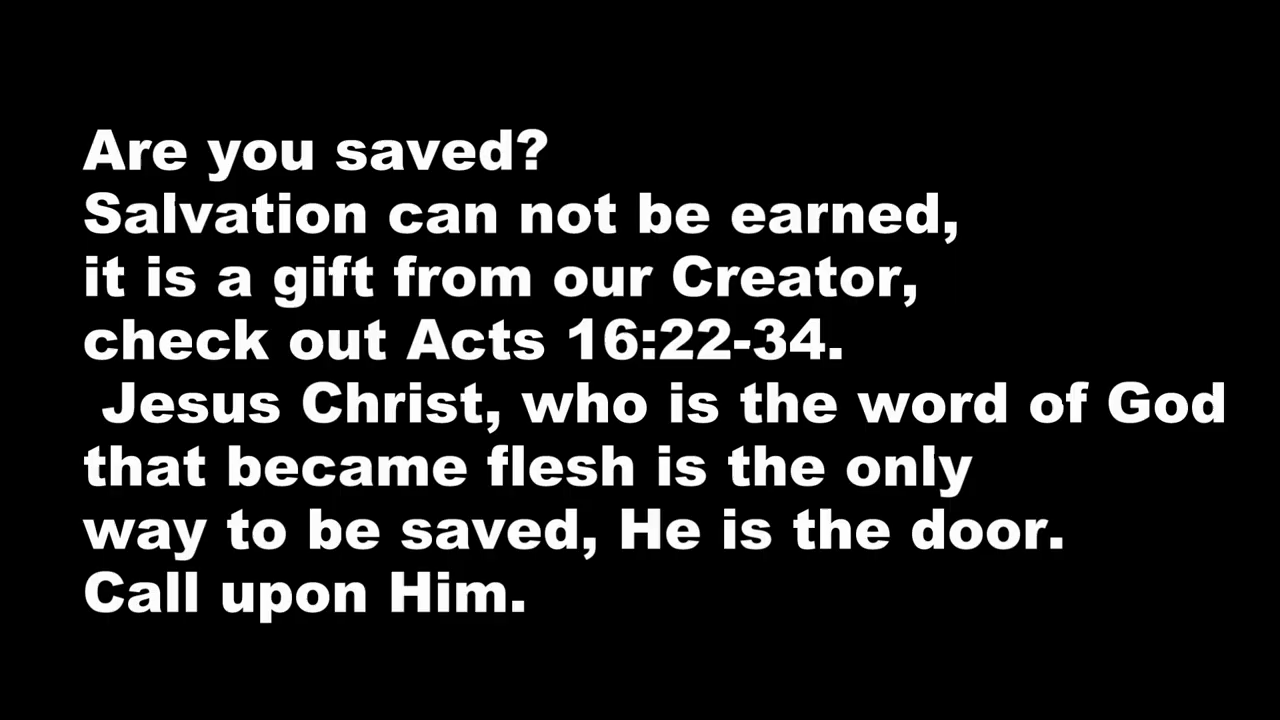 Are you saved?
Salvation can not be earned,
it is a gift from our Creator,
check out Acts 16:22-34.
Jesus Christ, who is the word of God
that became flesh is the only
way to be saved, He is the door.
Call upon Him.